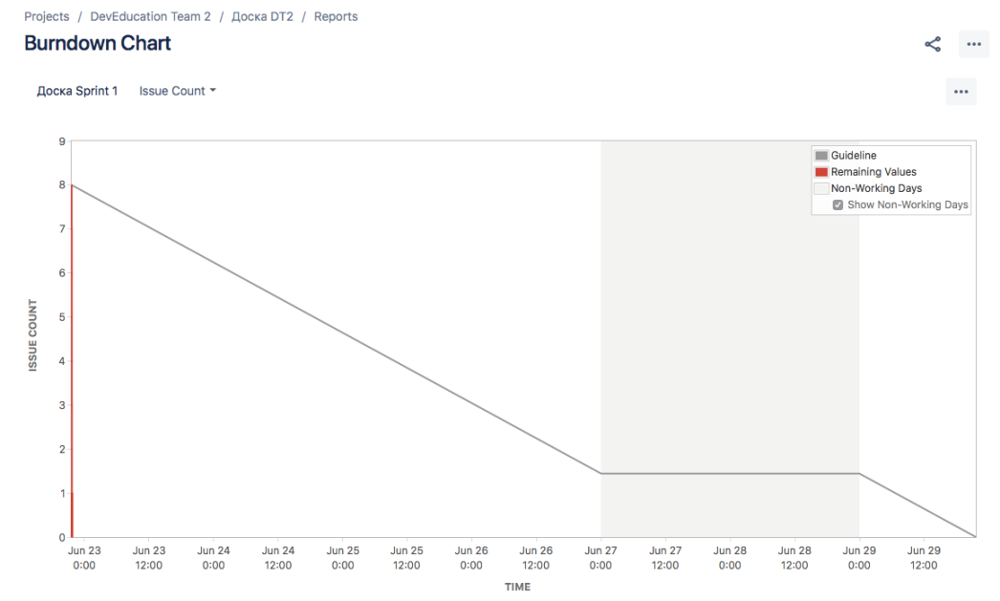 Projects / DevEducation Team 2 / Доска DT2 / Reports
Burndown Chart
Доска Sprint 1 Issue Count
Guideline
Remaining Values
Non-Working Days
Show Non-Working Days
ISSUE COUNT
9
8
7
6
5
4
3
2
1
0
Jun 23 Jun 23 Jun 24 Jun 24 Jun 25 Jun 25 Jun 26 Jun 26 Jun 27 Jun 27 Jun 28 Jun 28 Jun 29 Jun 29
0:00 12:00 0:00 12:00 0:00 12:00 0:00 12:00 0:00 12:00 0:00 12:00 0:00 12:00
TIME